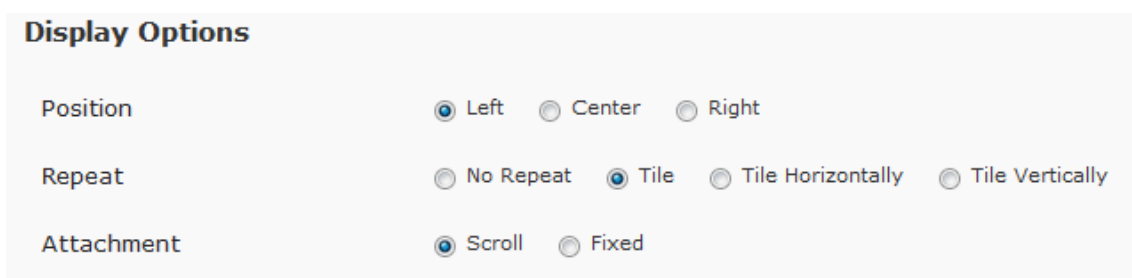 Display Options
Position Left Center Right
Repeat No Repeat Tile Tile Horizontally Tile Vertically
Attachment Scroll Fixed